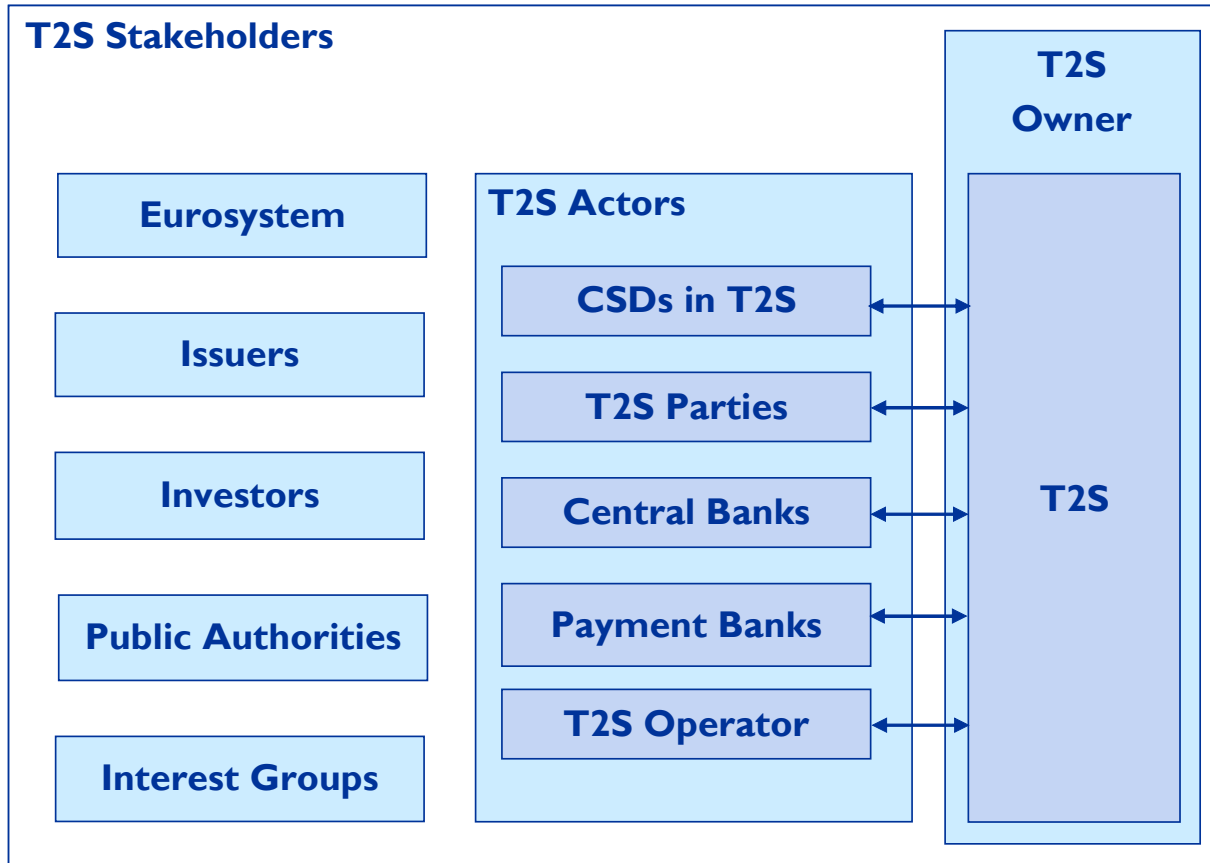 T2S Stakeholders
T2S
Owner
Eurosystem
Issuers
Investors
Public Authorities
Interest Groups
T2S Actors
CSDs in T2S
T2S Parties
Central Banks
Payment Banks
T2S Operator
T2S